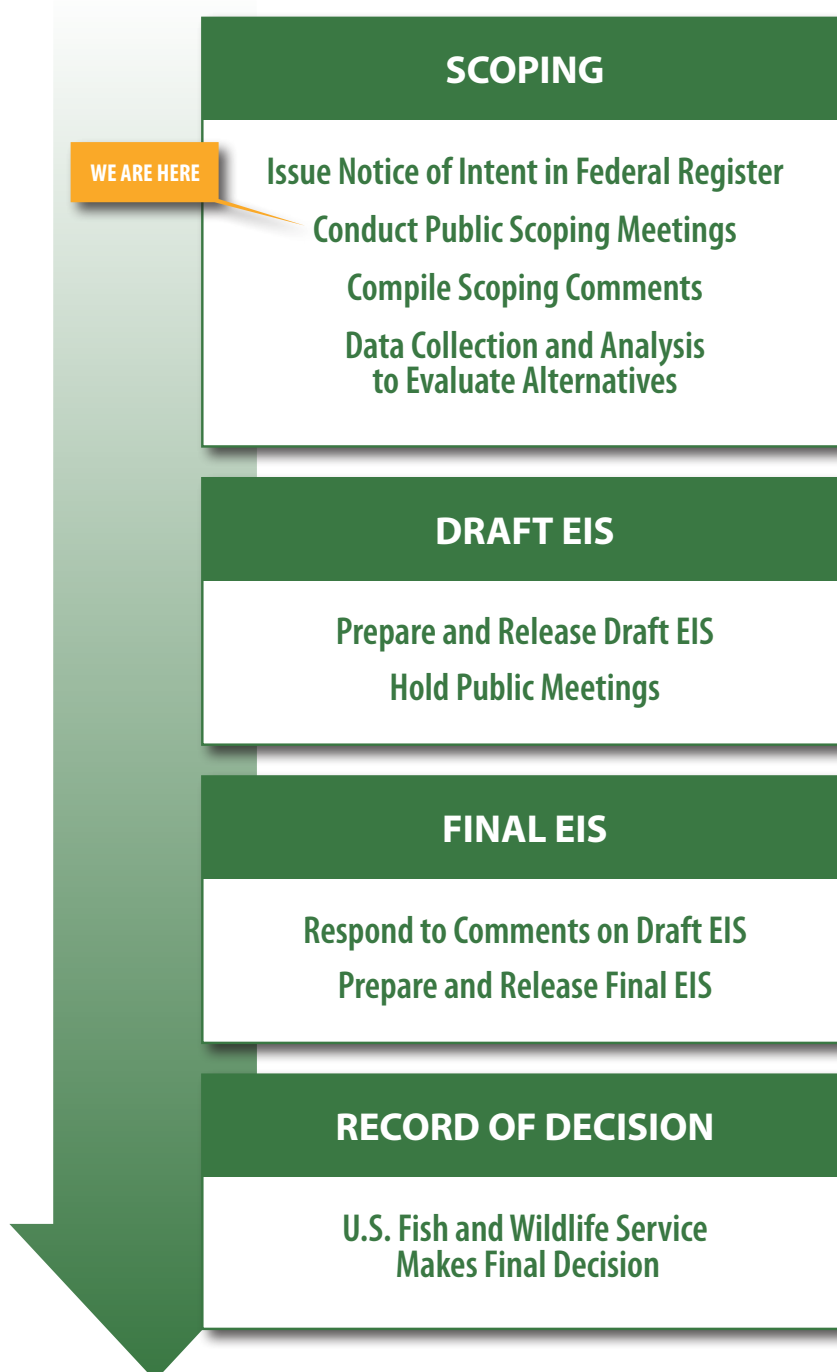 SCOPING
WE ARE HERE
Issue Notice of Intent in Federal Register
Conduct Public Scoping Meetings
Compile Scoping Comments
Data Collection and Analysis
to Evaluate Alternatives
DRAFT EIS
Prepare and Release Draft EIS
Hold Public Meetings
FINAL EIS
Respond to Comments on Draft EIS
Prepare and Release Final EIS
RECORD OF DECISION
U.S. Fish and Wildlife Service
Makes Final Decision